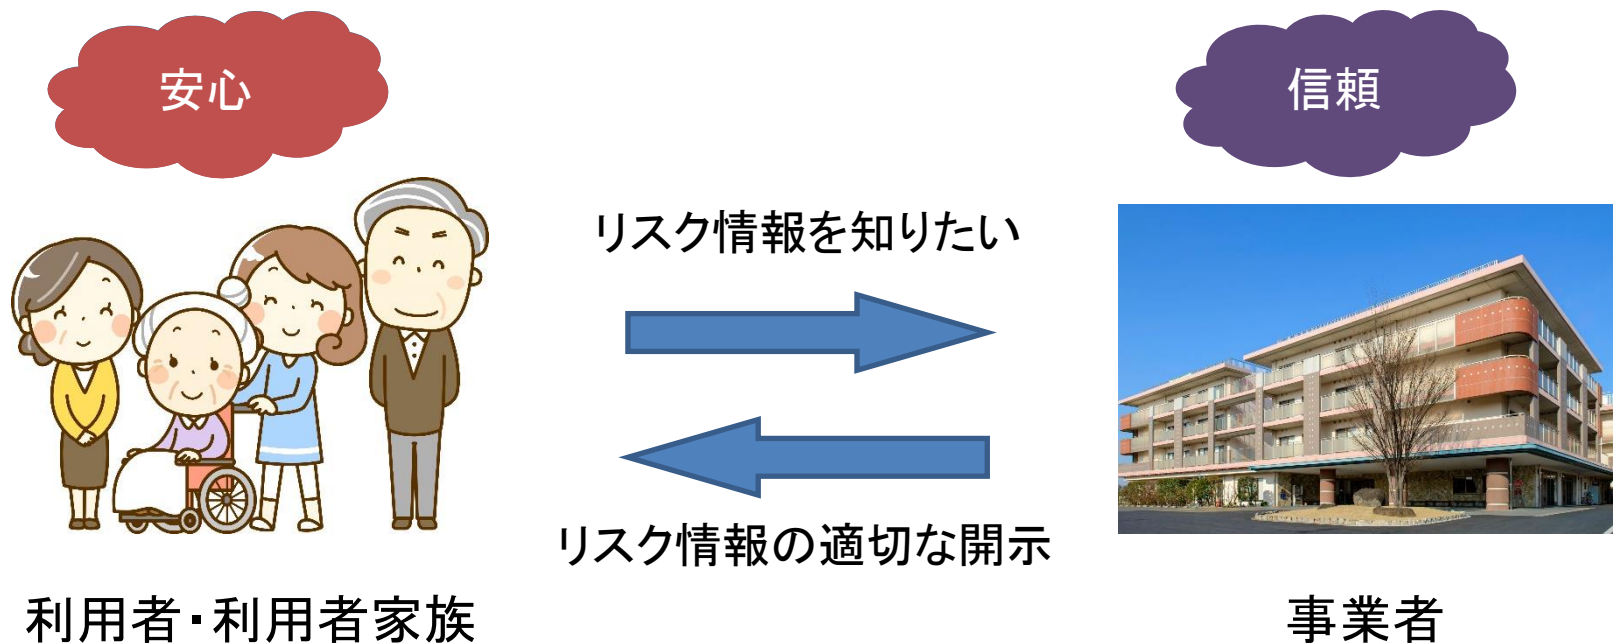 安心
信頼
リスク情報を知りたい
リスク情報の適切な開示
利用者・利用者家族
事業者